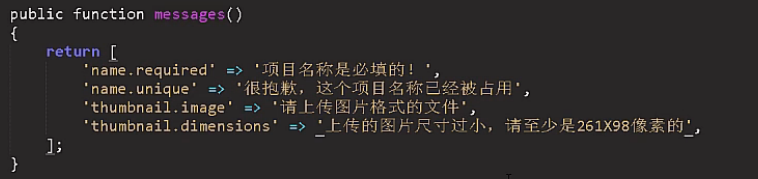 public function messages()
{
return [
'name.required' => '项目名称是必填的！',
'name.unique' => '很抱歉，这个项目名称已经被占用',
'thumbnail.image' => '请上传图片格式的文件',
'thumbnail.dimensions' => '上传的图片尺寸过小，请至少是261X98像素的',
];
}